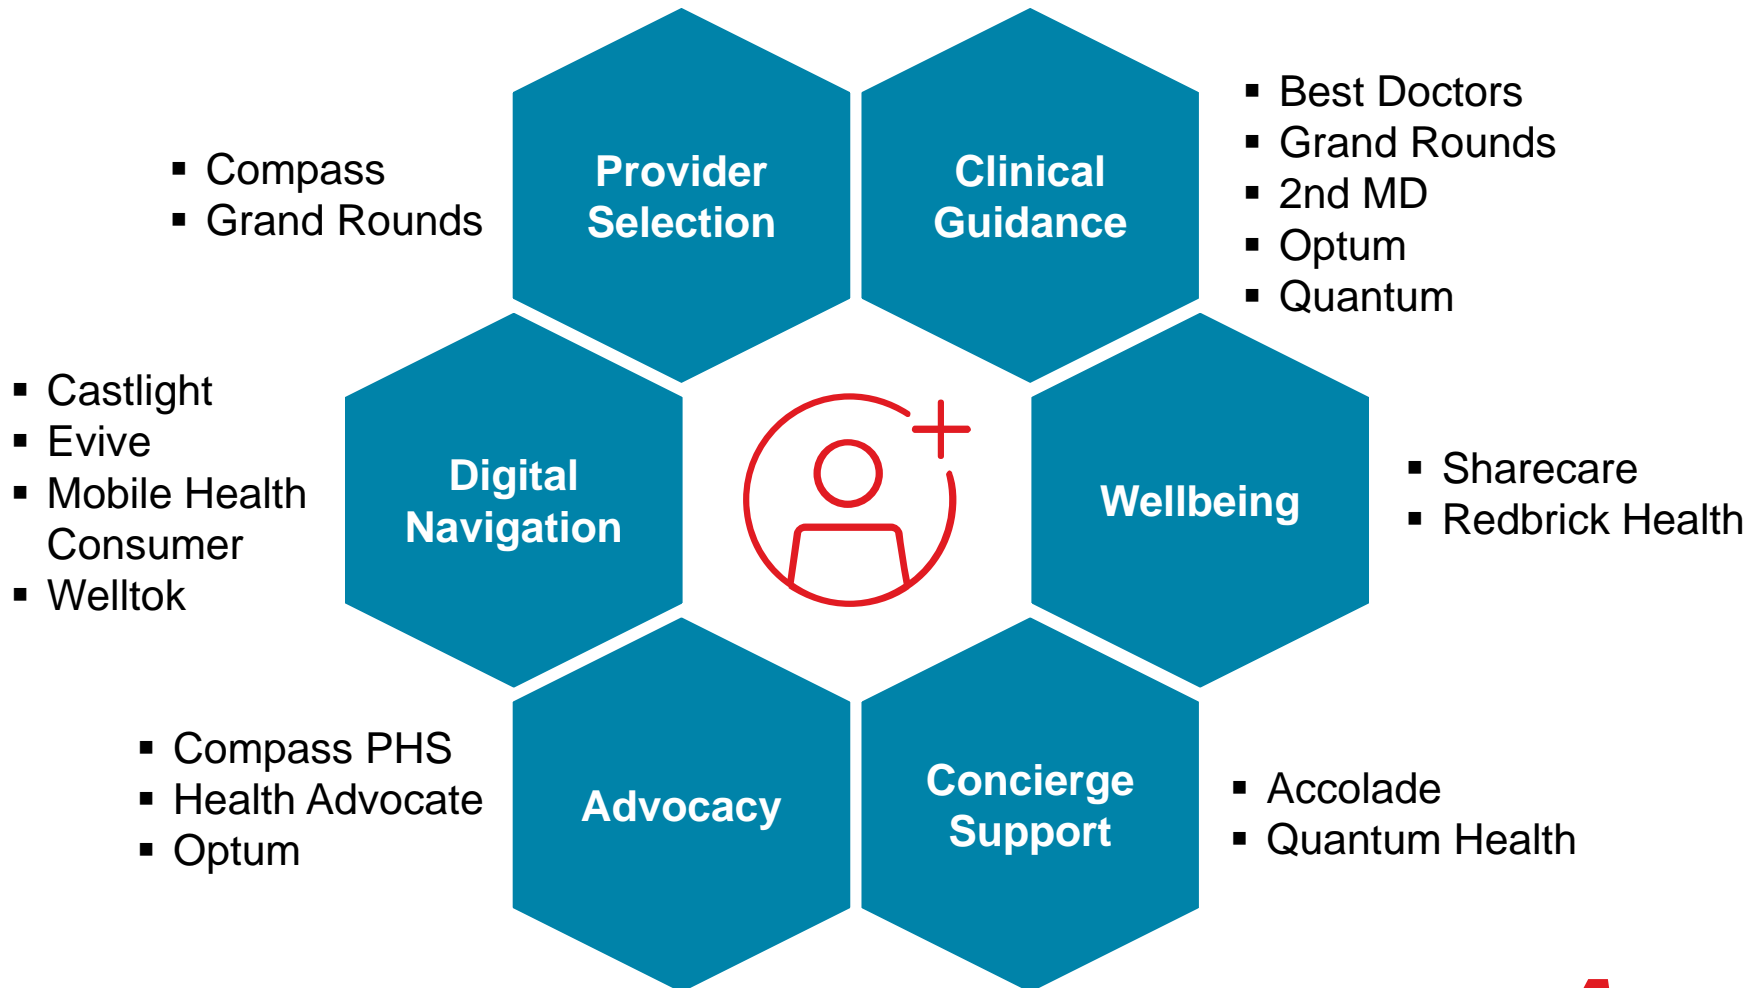 Provider
Selection
▪ Compass
▪ Grand Rounds
Clinical
Guidance
▪ Best Doctors
▪ Grand Rounds
▪ 2nd MD
▪ Optum
▪ Quantum
Digital
Navigation
▪ Castlight
▪ Evive
▪ Mobile Health
Consumer
▪ Welltok
Wellbeing
▪ Sharecare
▪ Redbrick Health
Advocacy
▪ Compass PHS
▪ Health Advocate
▪ Optum
Concierge
Support
▪ Accolade
▪ Quantum Health